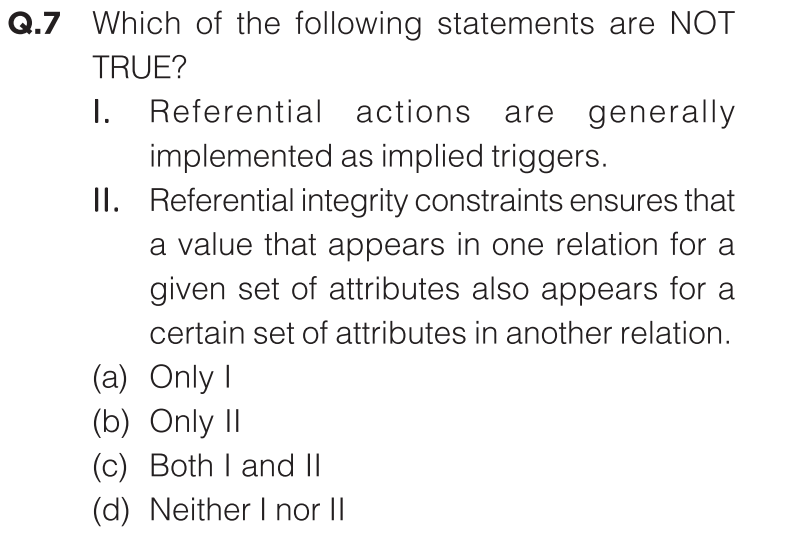 Q.7 Which of the following statements are NOT
TRUE?
I. Referential actions are generally
implemented as implied triggers.
II. Referential integrity constraints ensures that
a value that appears in one relation for a
given set of attributes also appears for a
certain set of attributes in another relation.
(a) Only I
(b) Only II
(c) Both I and II
(d) Neither I nor II